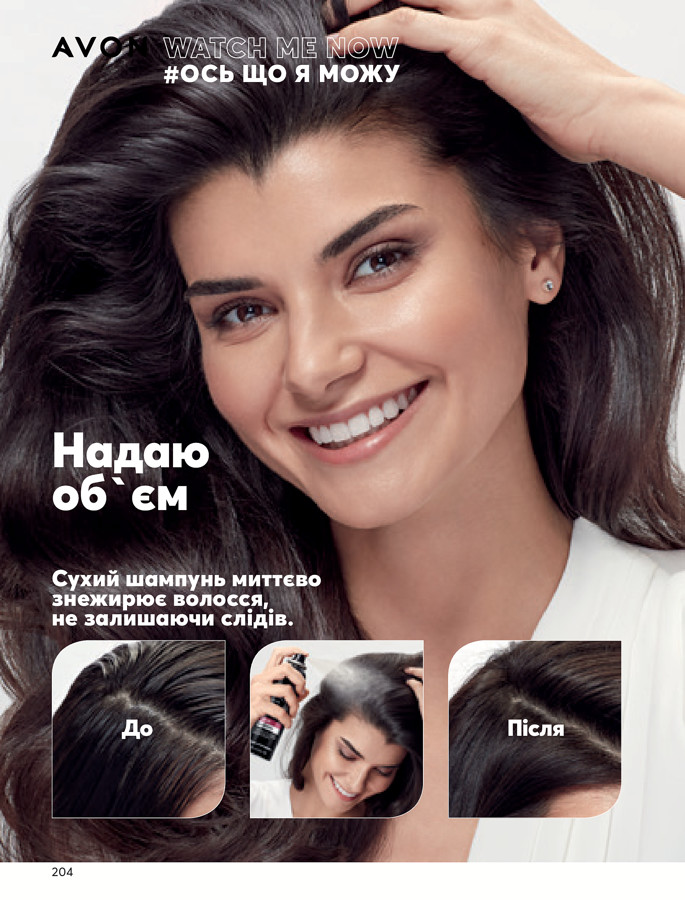 AVON WATCH ME NOW
#ОСЬ ЩО Я МОЖУ
Надаю
об`єм
Сухий шампунь миттєво
знежирює волосся,
не залишаючи слідів.
До
Після
204